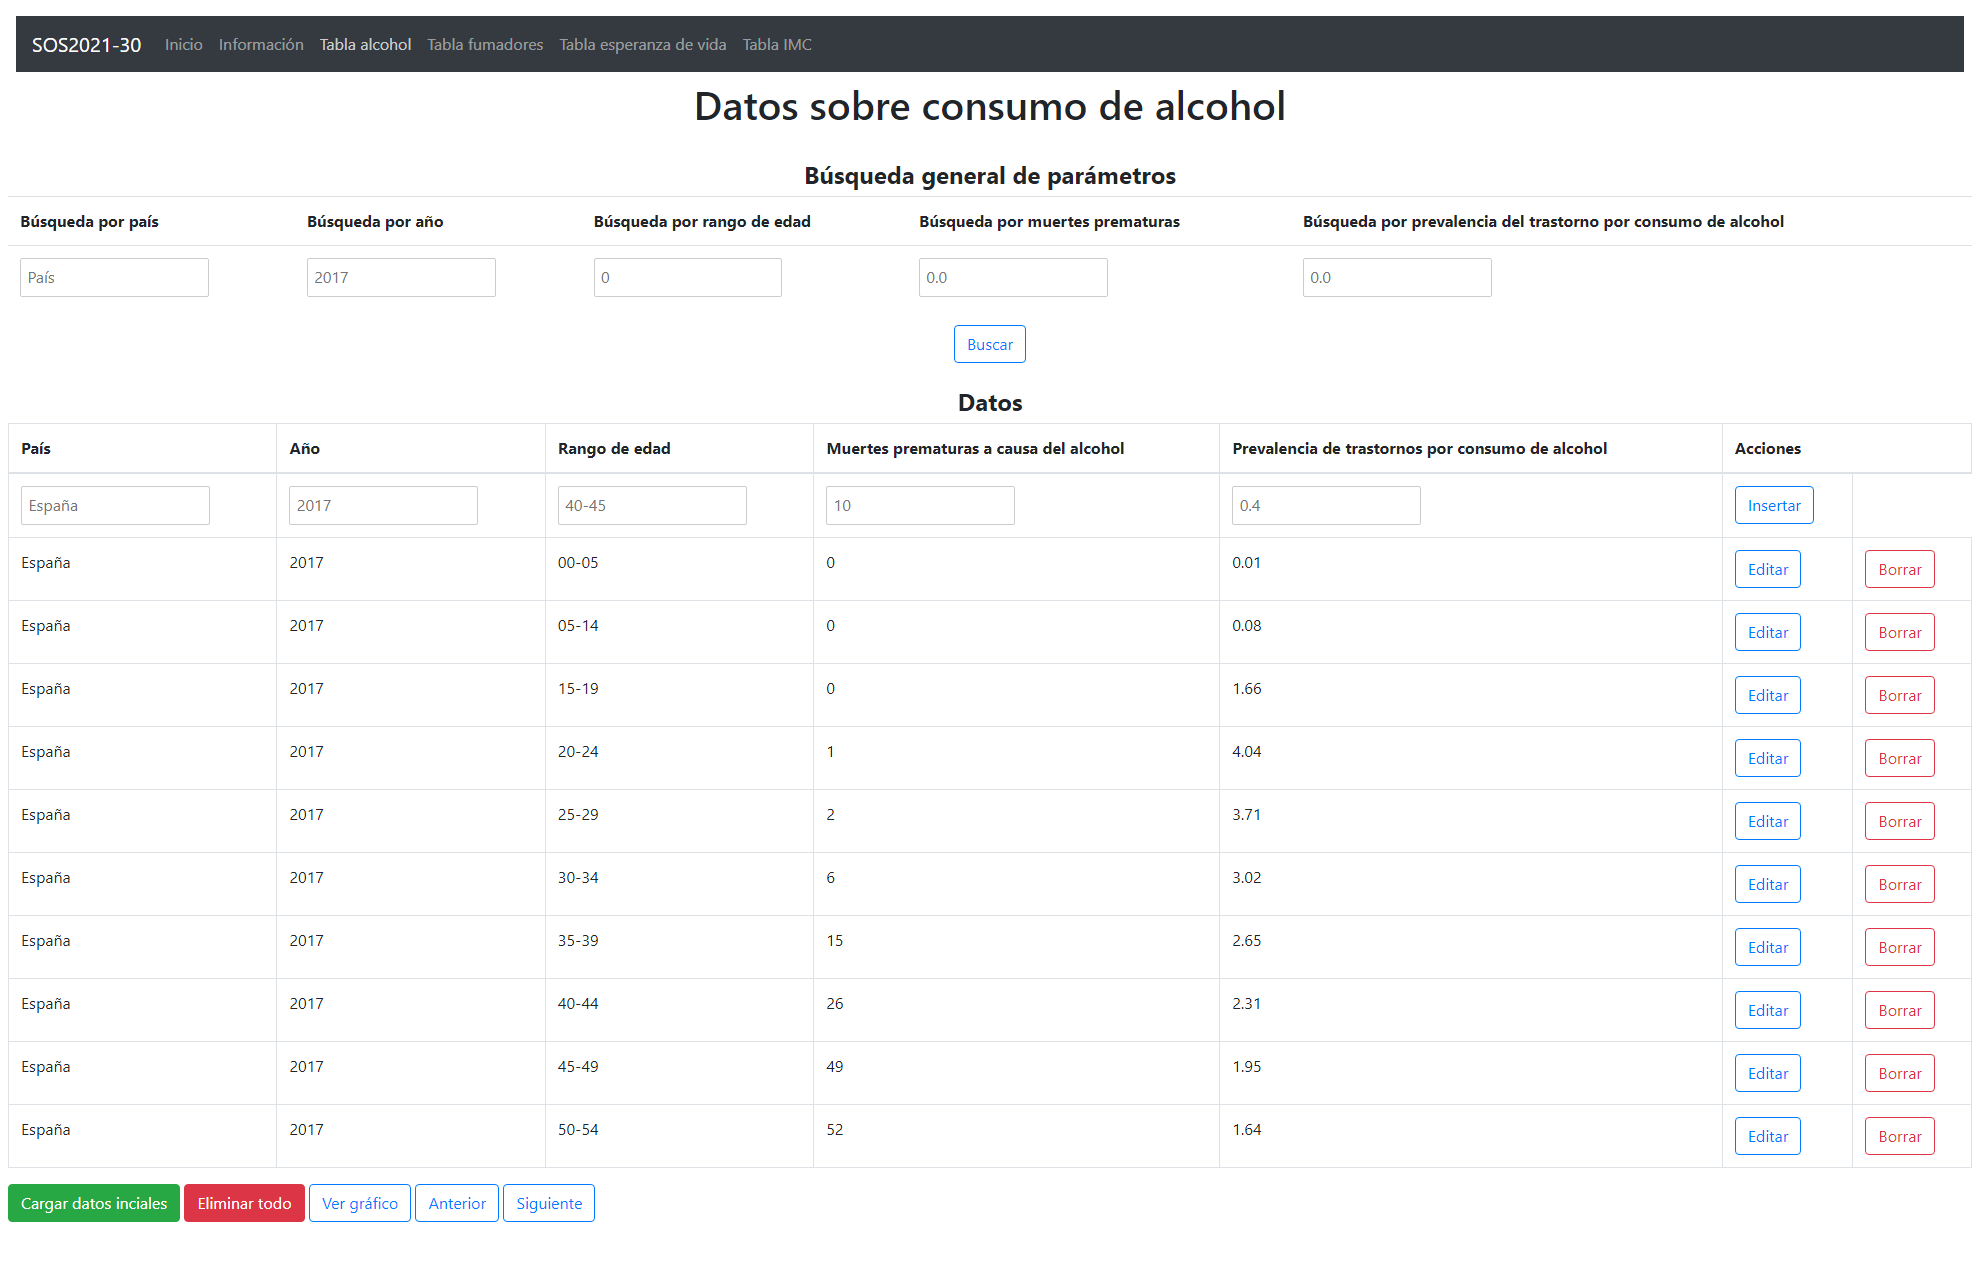 SOS2021-30 Inicio Información Tabla alcohol Tabla fumadores Tabla esperanza de vida Tabla IMC
Datos sobre consumo de alcohol
Búsqueda general de parámetros
Búsqueda por país Búsqueda por año Búsqueda por rango de edad Búsqueda por muertes prematuras Búsqueda por prevalencia del trastorno por consumo de alcohol
País 2017 0 0.0 0.0
Buscar
Datos
País Año Rango de edad Muertes prematuras a causa del alcohol Prevalencia de trastornos por consumo de alcohol Acciones
España 2017 40-45 10 0.4 Insertar
España 2017 00-05 0 0.01 Editar Borrar
España 2017 05-14 0 0.08 Editar Borrar
España 2017 15-19 0 1.66 Editar Borrar
España 2017 20-24 1 4.04 Editar Borrar
España 2017 25-29 2 3.71 Editar Borrar
España 2017 30-34 6 3.02 Editar Borrar
España 2017 35-39 15 2.65 Editar Borrar
España 2017 40-44 26 2.31 Editar Borrar
España 2017 45-49 49 1.95 Editar Borrar
España 2017 50-54 52 1.64 Editar Borrar
Cargar datos inciales Eliminar todo Ver gráfico Anterior Siguiente